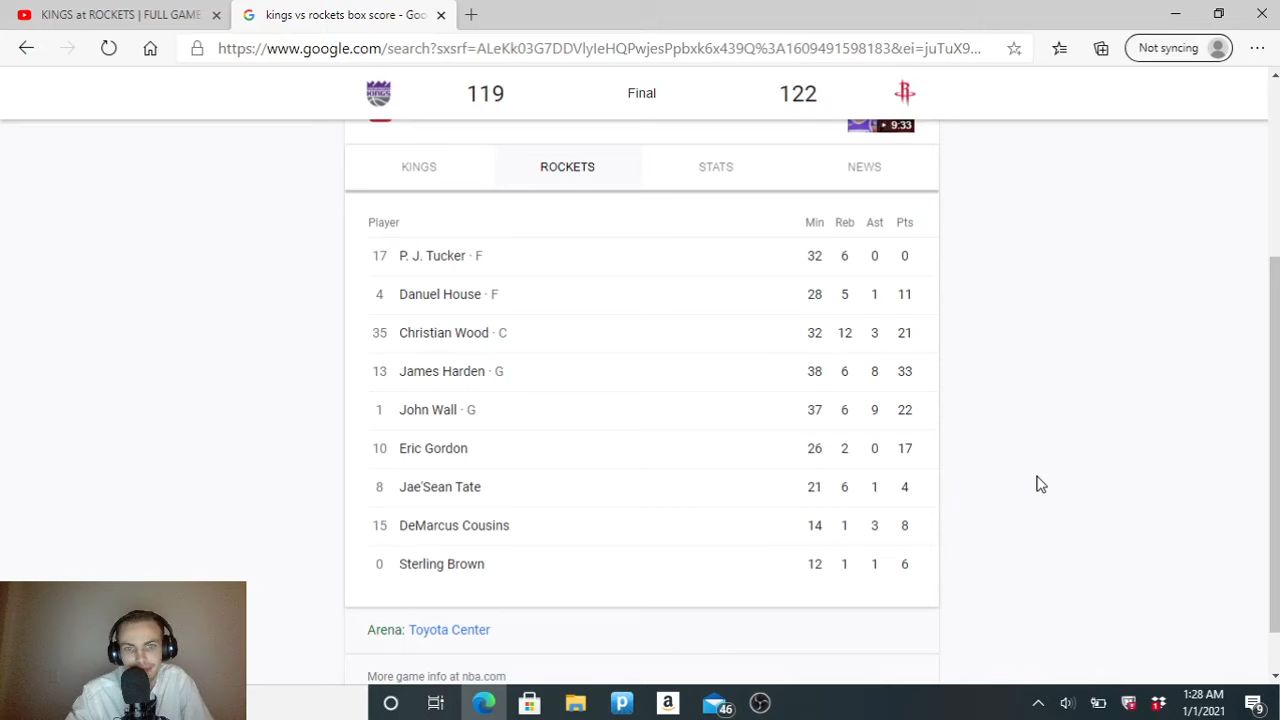 KINGS at ROCKETS | FULL GAME
kings vs rockets box score - Goo
https://www.google.com/search?sxsrf=ALeKk03G7DDVlyIeHQPwjesPpbxk6x439Q%3A1609491598183&ei=juTuX9...
Not syncing
KINGS 119 Final 122 R
9:33
KINGS ROCKETS STATS NEWS
Player Min Reb Ast Pts
17 P. J. Tucker · F 32 6 0 0
4 Danuel House · F 28 5 1 11
35 Christian Wood · C 32 12 3 21
13 James Harden · G 38 6 8 33
1 John Wall · G 37 6 9 22
10 Eric Gordon 26 2 0 17
8 Jae'Sean Tate 21 6 1 4
15 DeMarcus Cousins 14 1 3 8
0 Sterling Brown 12 1 1 6
Arena: Toyota Center
More game info at nba.com
46
1:28 AM
1/1/2021
9